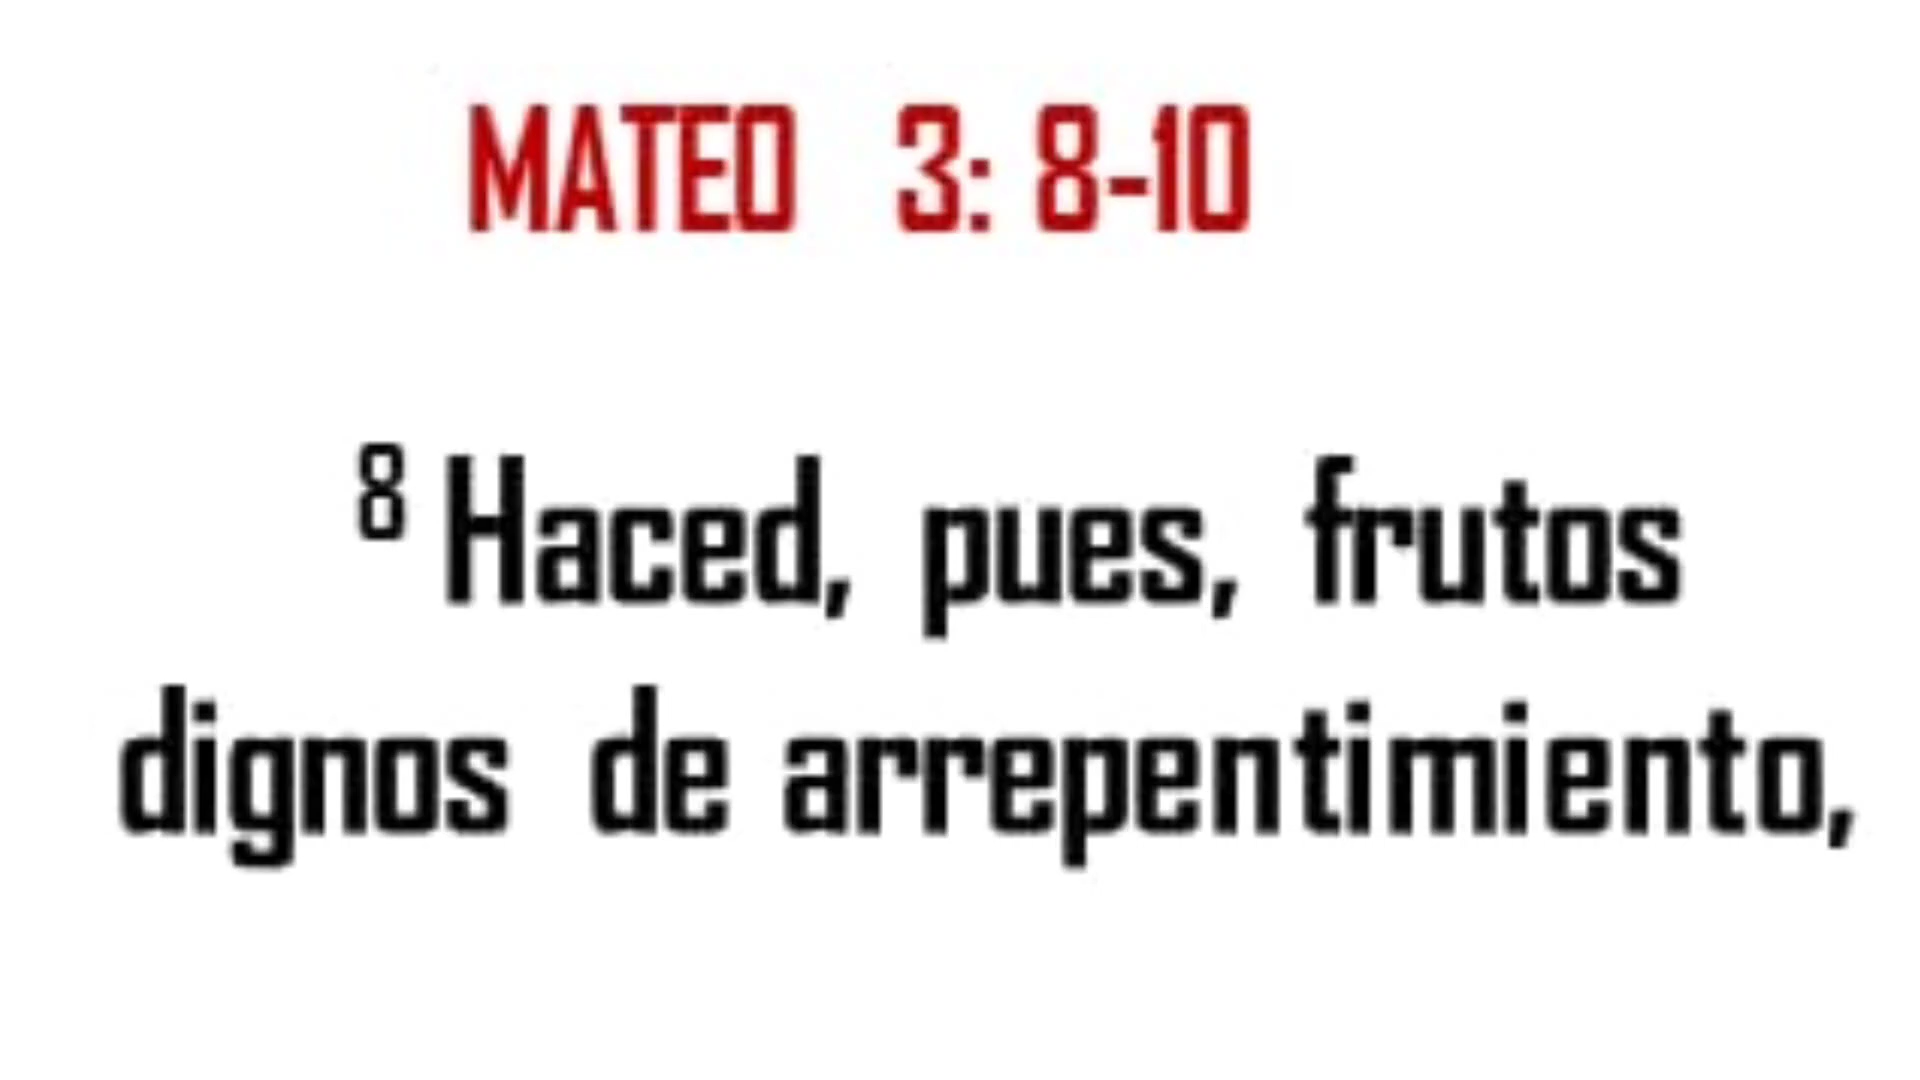 MATEO 3: 8-10
8 Haced, pues, frutos
dignos de arrepentimiento,